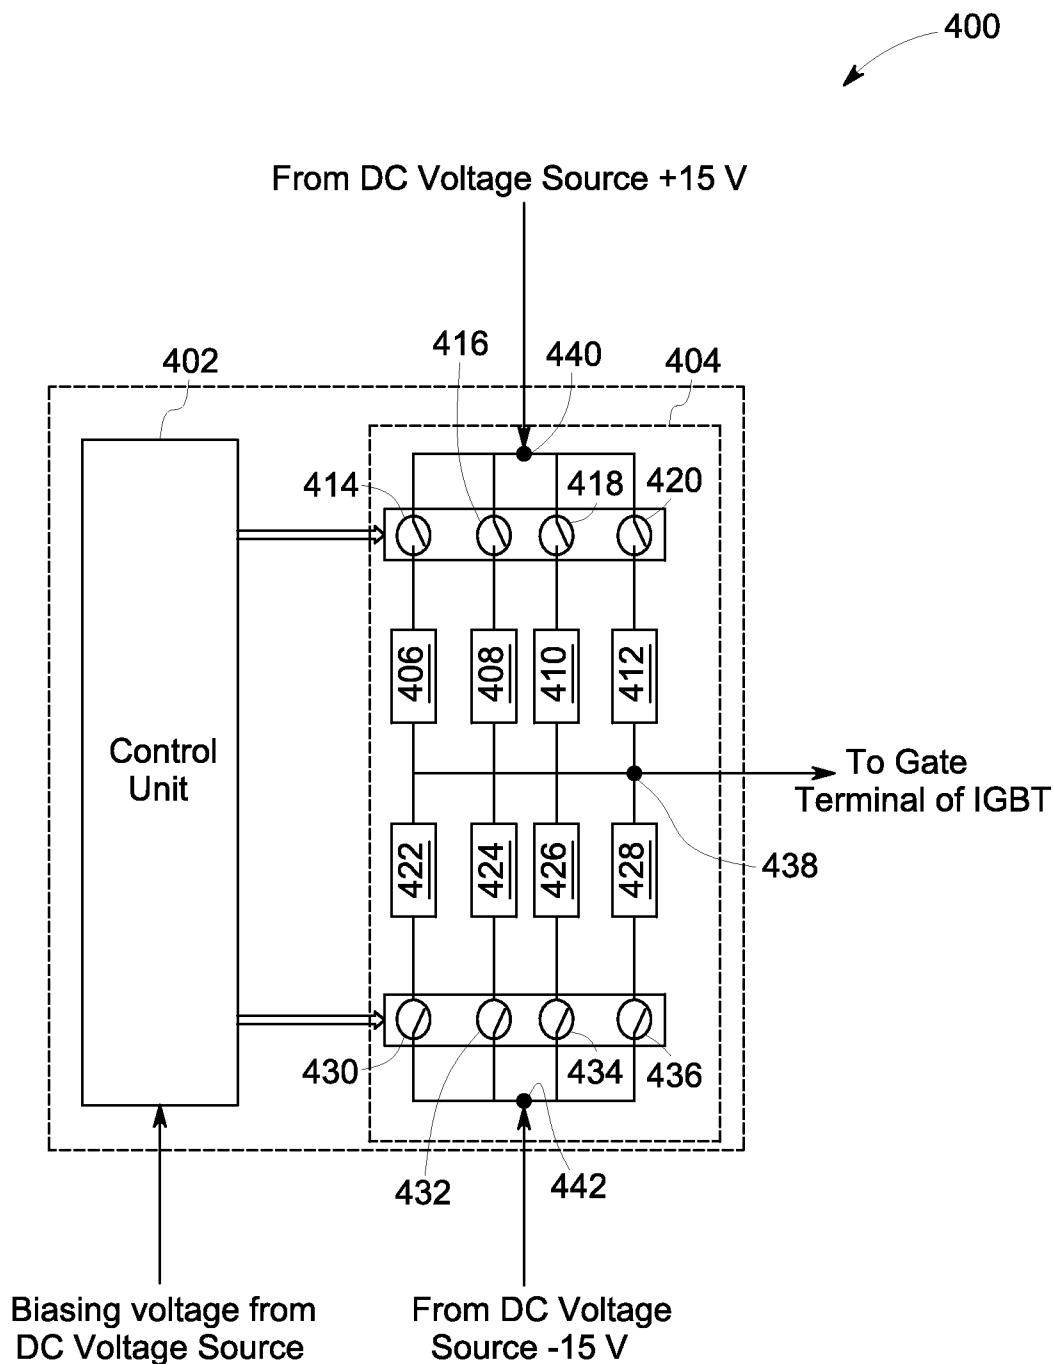 400
From DC Voltage Source +15 V
416
440
404
402
414
418
420
406
408
410
412
Control
Unit
To Gate
Terminal of IGBT
422
424
426
428
438
430
434
436
432
442
Biasing voltage from
DC Voltage Source
From DC Voltage
Source -15 V